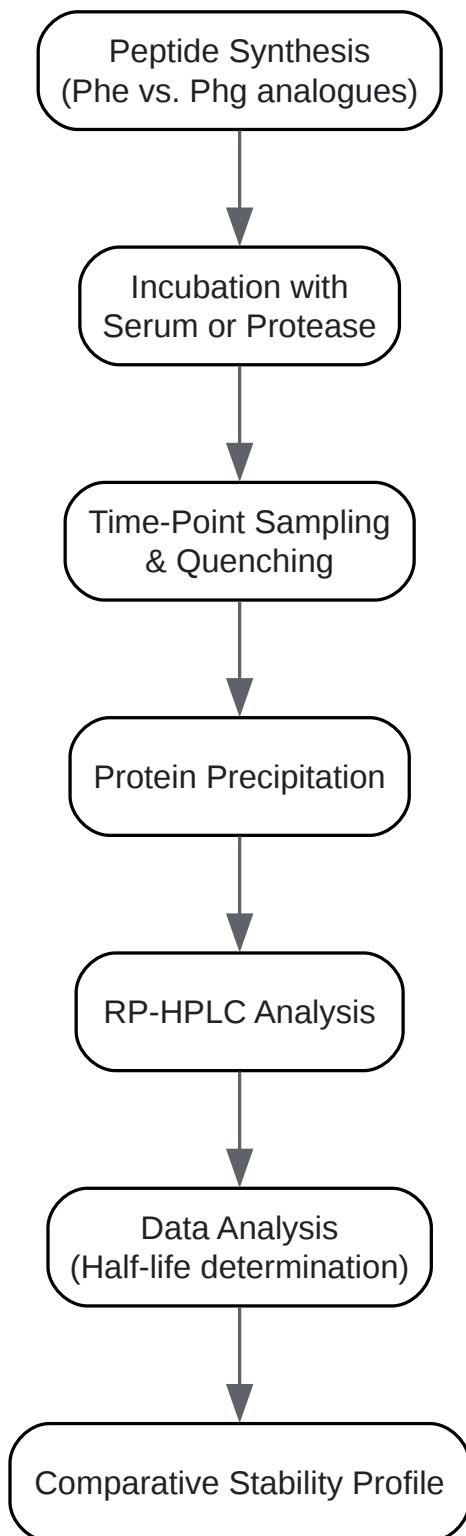 Peptide Synthesis
(Phe vs. Phg analogues)
Incubation with
Serum or Protease
Time-Point Sampling
& Quenching
Protein Precipitation
RP-HPLC Analysis
Data Analysis
(Half-life determination)
Comparative Stability Profile